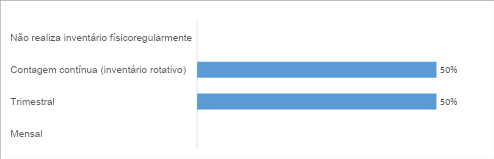 Não realiza inventário físicoregularmente
Contagem contínua (inventário rotativo)
50%
Trimestral
50%
Mensal